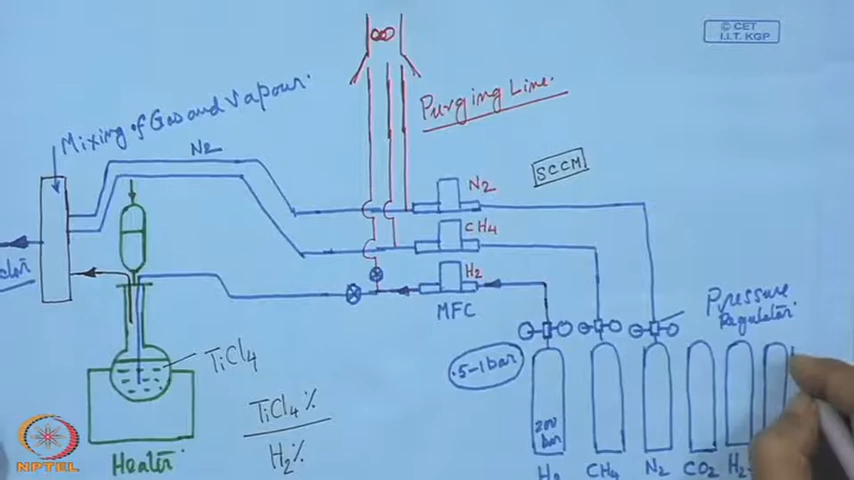 © CET
I.I.T. KGP
Mixing of Gas and Vapour.
Purging Line.
N2
N2
SCCM
CH4
H2
MFC
Pressure
Regulator.
.5-1 bar
TiCl4
TiCl4 %
H2 %
200
bar
Heater
H2
CH4
N2
CO2
H2
NPTEL